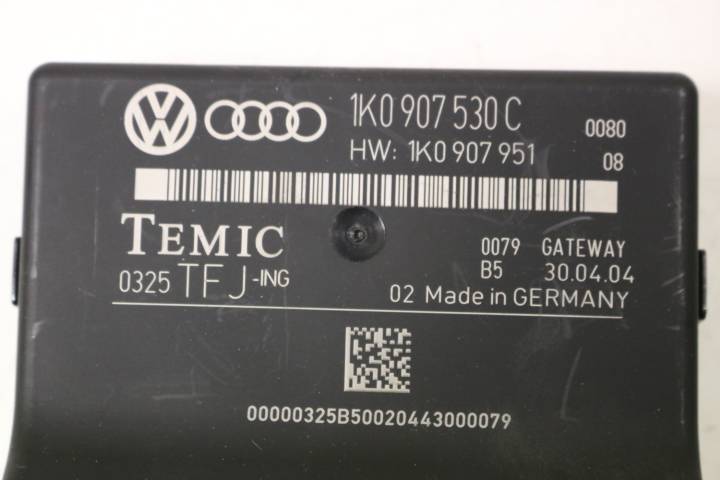 1K0 907 530 C 0080
HW: 1K0 907 951 08
TEMIC
0325 TFJ-ING
0079 GATEWAY
B5 30.04.04
02 Made in GERMANY
00000325B50020443000079